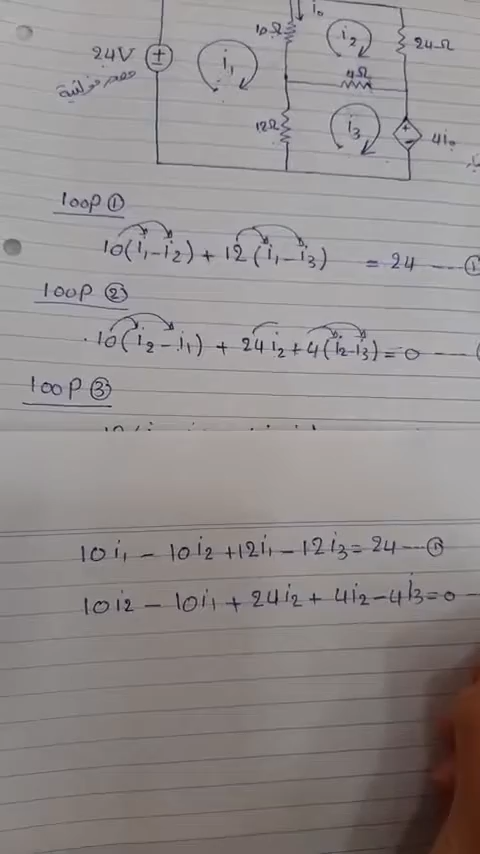 10Ω i₀ i₂ 24Ω
24V i₁ 4Ω
12Ω i₃ 4i₀
loop ①
10(i₁-i₂) + 12(i₁-i₃) = 24 ---- ①
loop ②
10(i₂-i₁) + 24i₂ + 4(i₂-i₃) = 0 ---
loop ③
10i₁ - 10i₂ + 12i₁ - 12i₃ = 24 --- ①
10i₂ - 10i₁ + 24i₂ + 4i₂ - 4i₃ = 0 -